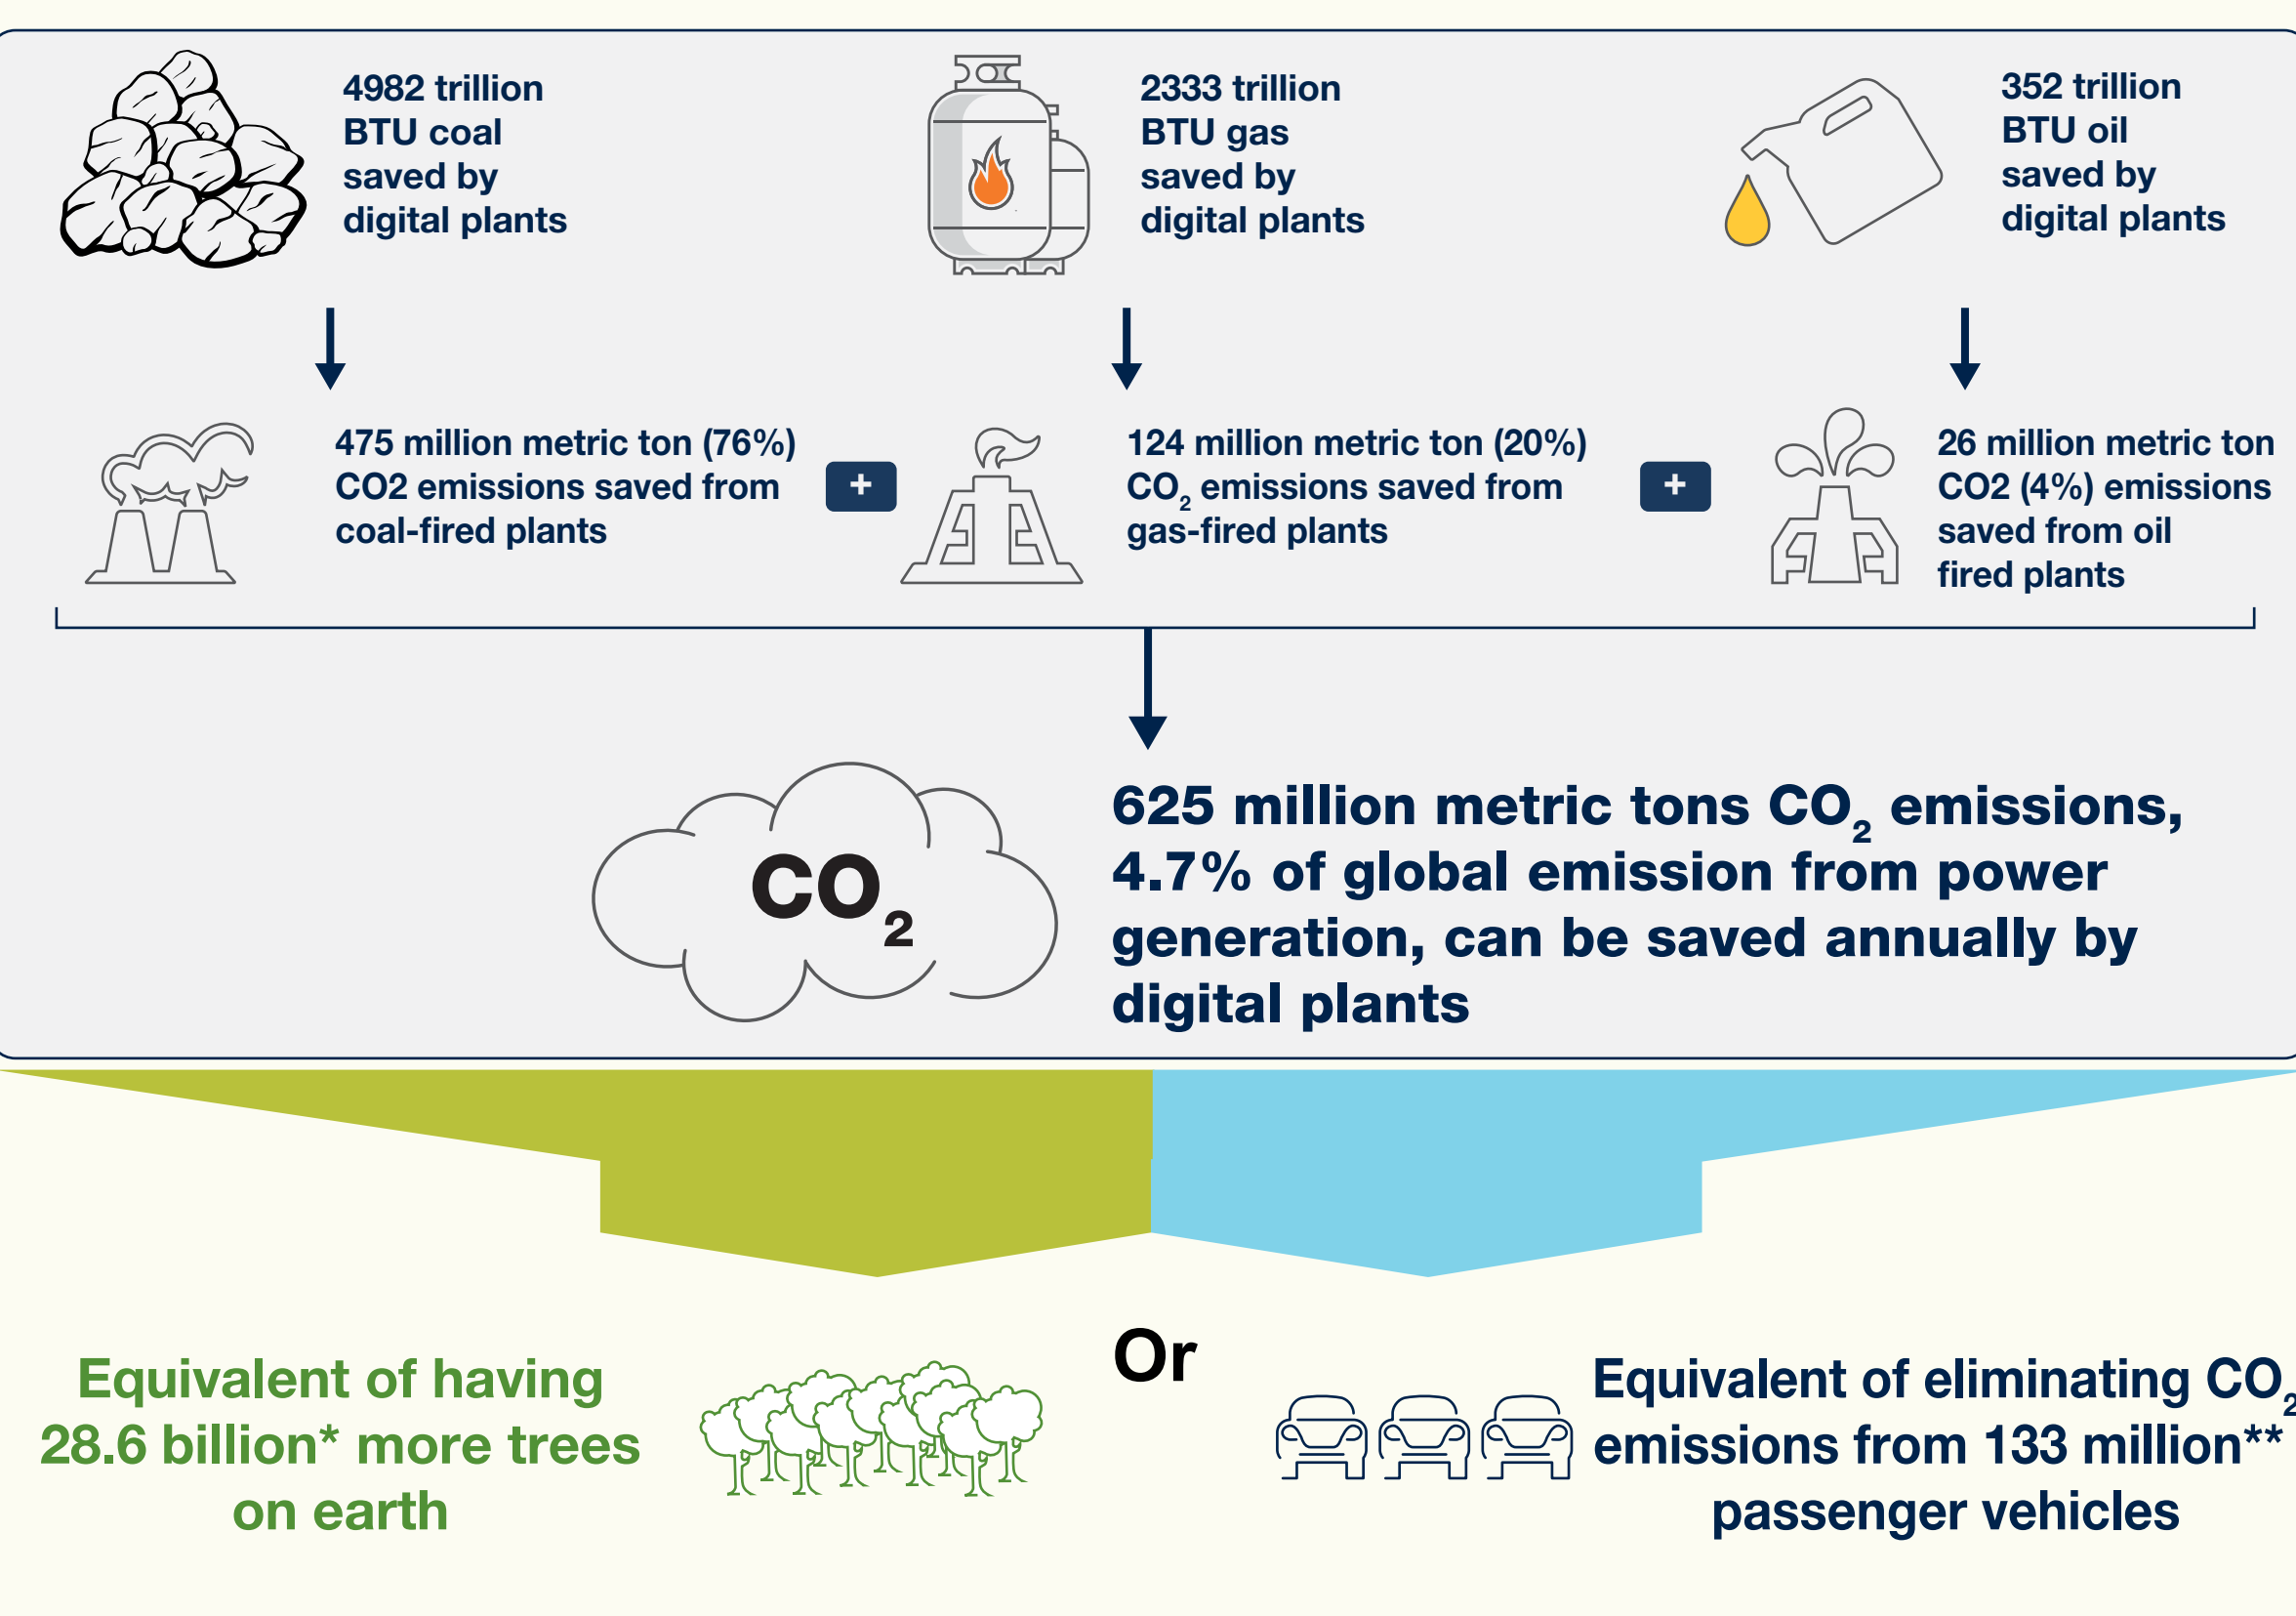 4982 trillion
BTU coal
saved by
digital plants
2333 trillion
BTU gas
saved by
digital plants
352 trillion
BTU oil
saved by
digital plants
475 million metric ton (76%)
CO2 emissions saved from
coal-fired plants
+
124 million metric ton (20%)
CO₂ emissions saved from
gas-fired plants
+
26 million metric ton
CO2 (4%) emissions
saved from oil
fired plants
CO₂
625 million metric tons CO₂ emissions,
4.7% of global emission from power
generation, can be saved annually by
digital plants
Equivalent of having
28.6 billion* more trees
on earth
Or
Equivalent of eliminating CO₂
emissions from 133 million**
passenger vehicles